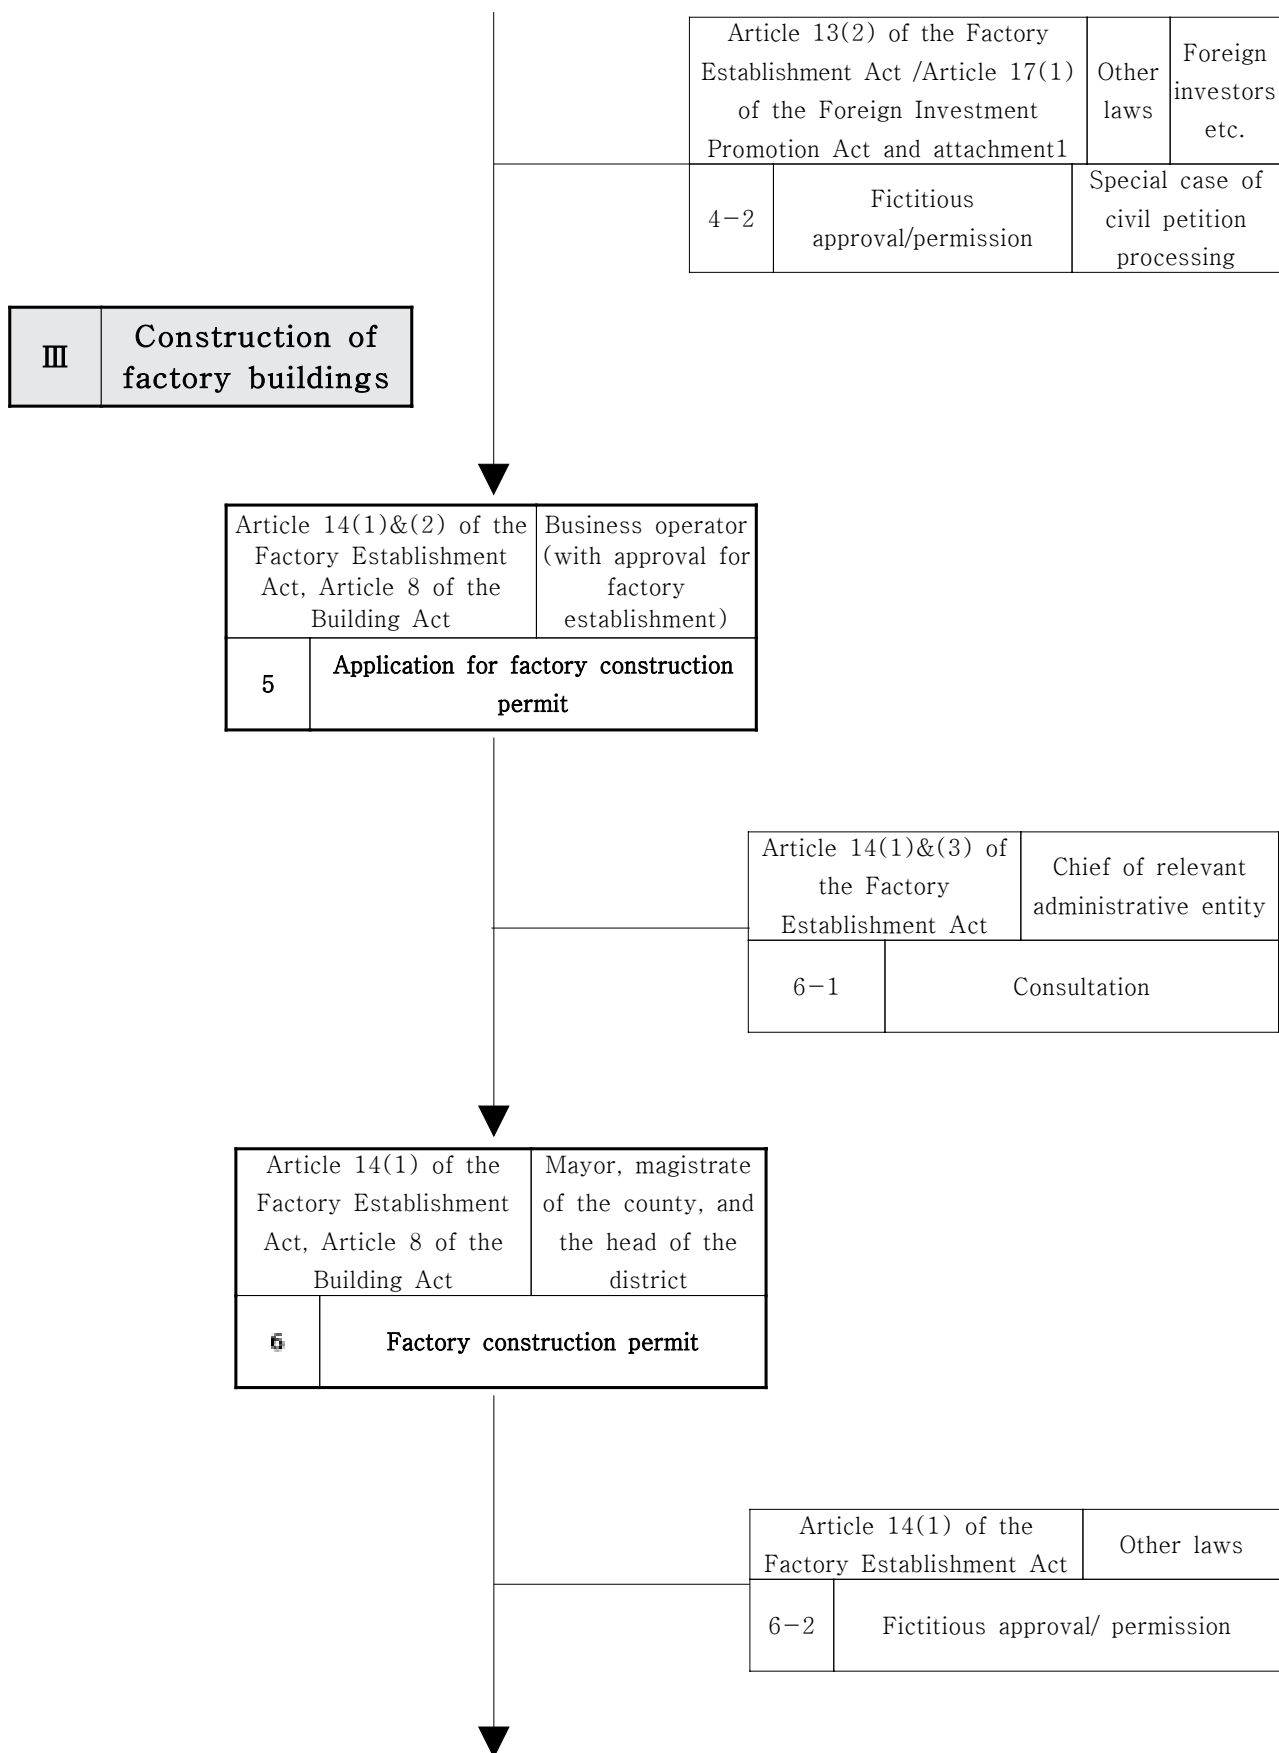 Article 13(2) of the Factory
Establishment Act /Article 17(1)
of the Foreign Investment
Promotion Act and attachment1
Other
laws
Foreign
investors
etc.
4-2
Fictitious
approval/permission
Special case of
civil petition
processing
Ⅲ
Construction of
factory buildings
Article 14(1)&(2) of the
Factory Establishment
Act, Article 8 of the
Building Act
Business operator
(with approval for
factory
establishment)
5
Application for factory construction
permit
Article 14(1)&(3) of
the Factory
Establishment Act
Chief of relevant
administrative entity
6-1
Consultation
Article 14(1) of the
Factory Establishment
Act, Article 8 of the
Building Act
Mayor, magistrate
of the county, and
the head of the
district
6
Factory construction permit
Article 14(1) of the
Factory Establishment Act
Other laws
6-2
Fictitious approval/ permission